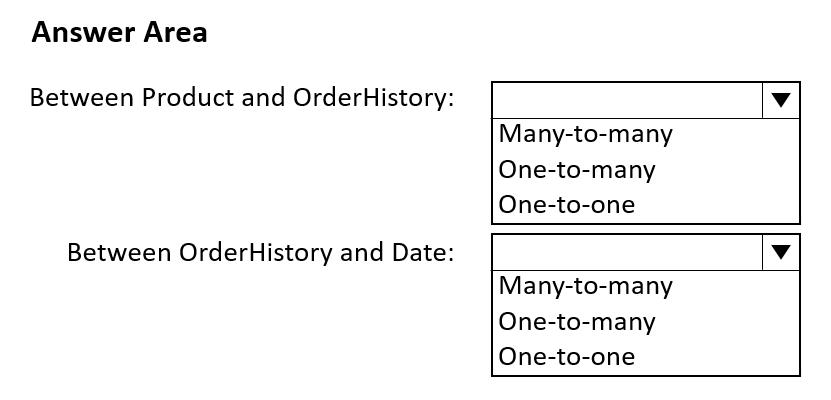 Answer Area
Between Product and OrderHistory:
Many-to-many
One-to-many
One-to-one
Between OrderHistory and Date:
Many-to-many
One-to-many
One-to-one